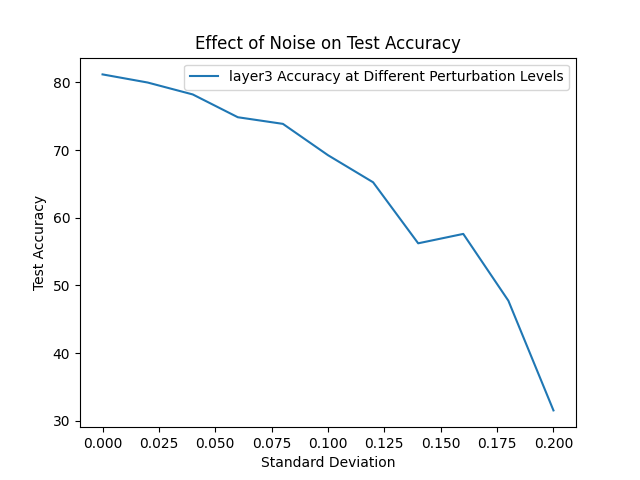 Effect of Noise on Test Accuracy
layer3 Accuracy at Different Perturbation Levels
Test Accuracy
80
70
60
50
40
30
0.000 0.025 0.050 0.075 0.100 0.125 0.150 0.175 0.200
Standard Deviation